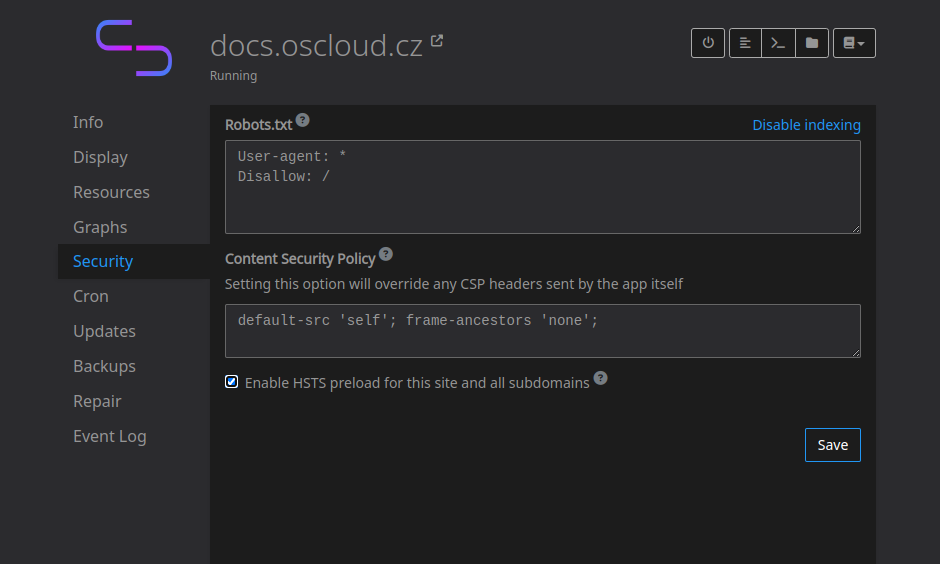 docs.oscloud.cz
Running
Info
Display
Resources
Graphs
Security
Cron
Updates
Backups
Repair
Event Log
Robots.txt ?
Disable indexing
User-agent: *
Disallow: /
Content Security Policy ?
Setting this option will override any CSP headers sent by the app itself
default-src 'self'; frame-ancestors 'none';
Enable HSTS preload for this site and all subdomains ?
Save